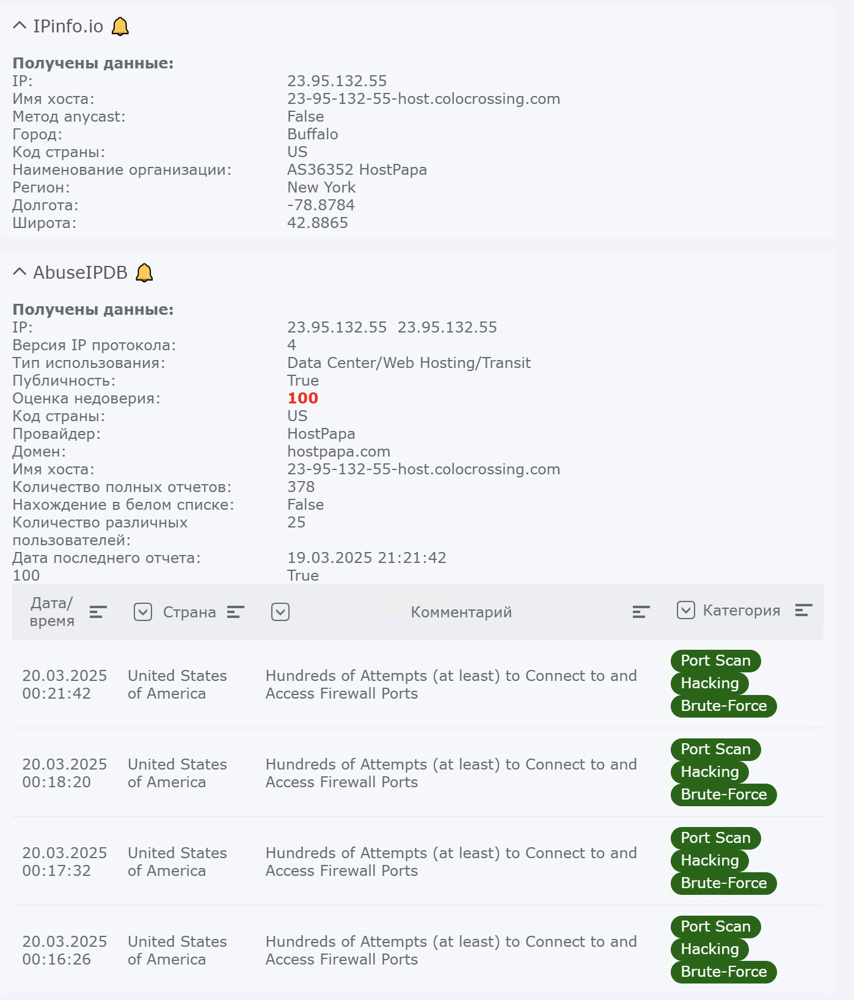 IPinfo.io
Получены данные:
IP: 23.95.132.55
Имя хоста: 23-95-132-55-host.colocrossing.com
Метод anycast: False
Город: Buffalo
Код страны: US
Наименование организации: AS36352 HostPapa
Регион: New York
Долгота: -78.8784
Широта: 42.8865
AbuseIPDB
Получены данные:
IP: 23.95.132.55 23.95.132.55
Версия IP протокола: 4
Тип использования: Data Center/Web Hosting/Transit
Публичность: True
Оценка недоверия: 100
Код страны: US
Провайдер: HostPapa
Домен: hostpapa.com
Имя хоста: 23-95-132-55-host.colocrossing.com
Количество полных отчетов: 378
Нахождение в белом списке: False
Количество различных 25
пользователей:
Дата последнего отчета: 19.03.2025 21:21:42
100 True
Дата/
время
Страна
Комментарий
Категория
20.03.2025
00:21:42
United States
of America
Hundreds of Attempts (at least) to Connect to and
Access Firewall Ports
Port Scan
Hacking
Brute-Force
20.03.2025
00:18:20
United States
of America
Hundreds of Attempts (at least) to Connect to and
Access Firewall Ports
Port Scan
Hacking
Brute-Force
20.03.2025
00:17:32
United States
of America
Hundreds of Attempts (at least) to Connect to and
Access Firewall Ports
Port Scan
Hacking
Brute-Force
20.03.2025
00:16:26
United States
of America
Hundreds of Attempts (at least) to Connect to and
Access Firewall Ports
Port Scan
Hacking
Brute-Force